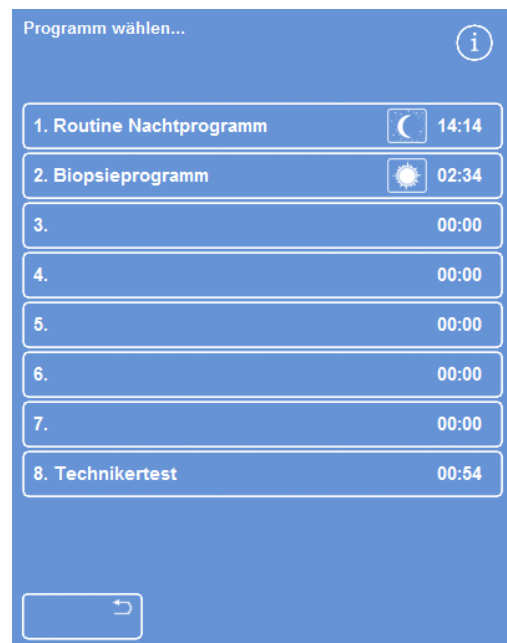 Programm wählen...
i
1. Routine Nachtprogramm 14:14
2. Biopsieprogramm 02:34
3. 00:00
4. 00:00
5. 00:00
6. 00:00
7. 00:00
8. Technikertest 00:54